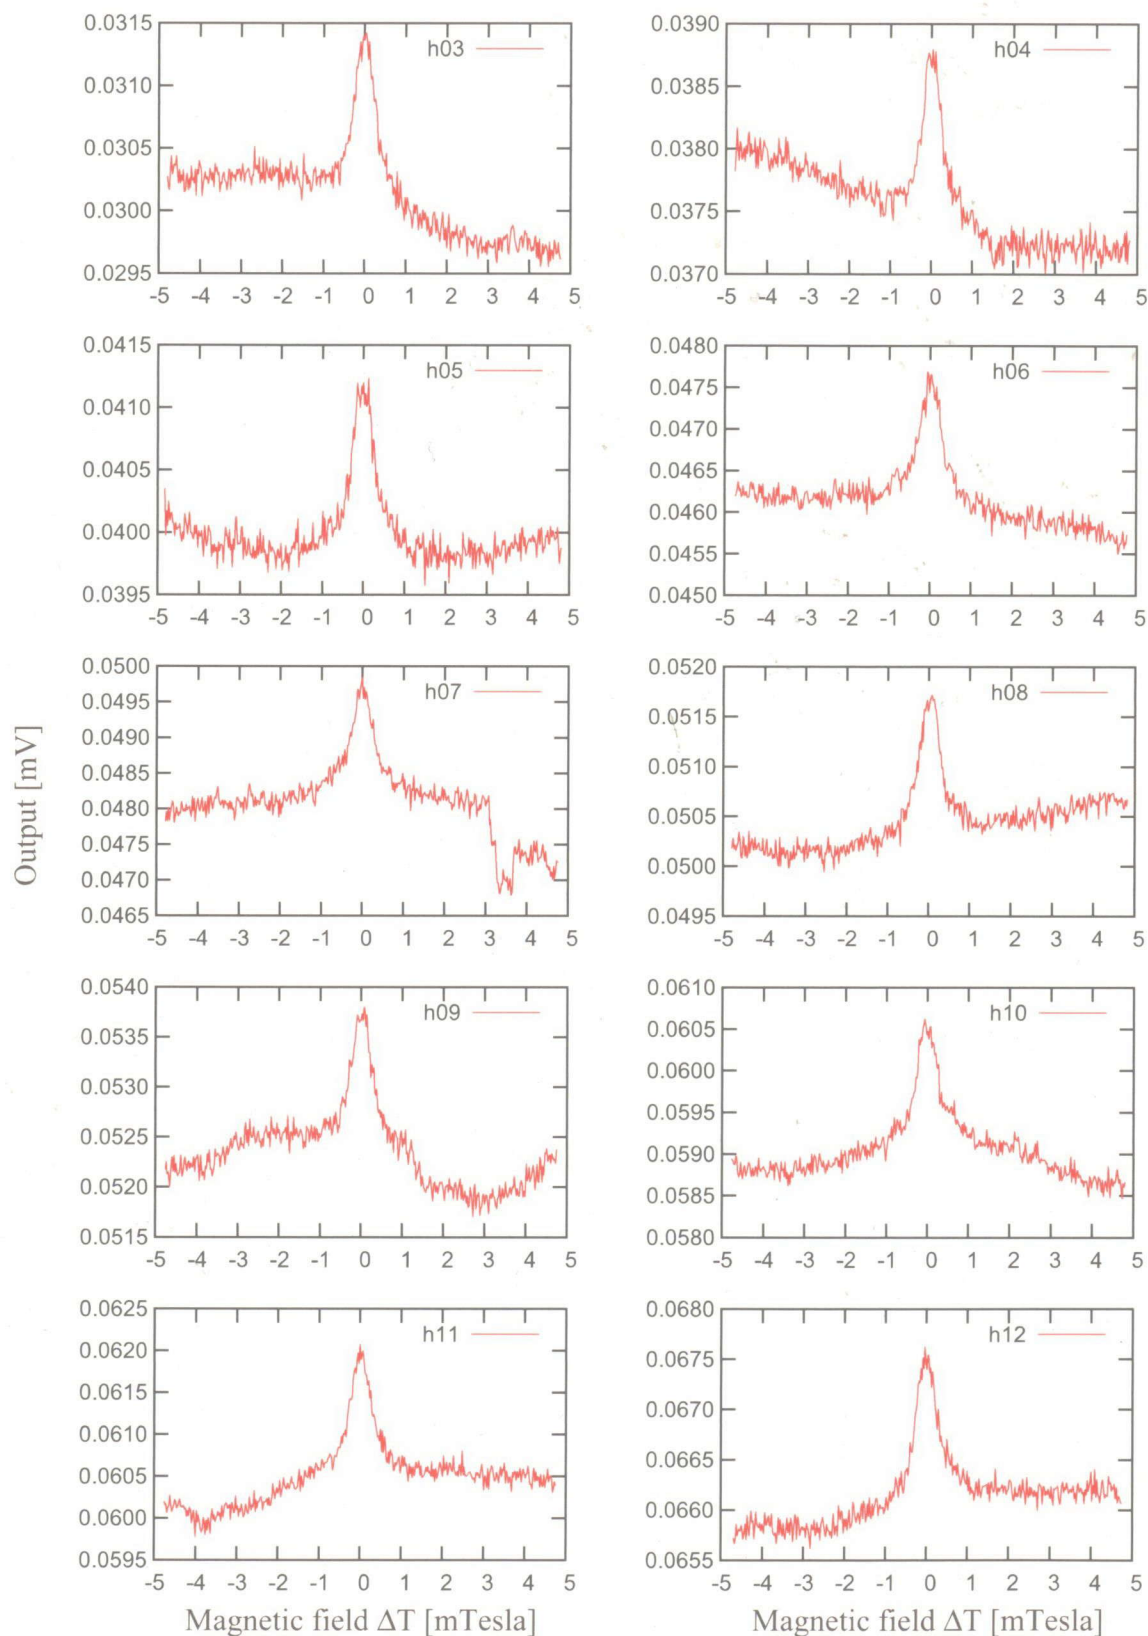 h03
0.0315
0.0310
0.0305
0.0300
0.0295
-5 -4 -3 -2 -1 0 1 2 3 4 5
h04
0.0390
0.0385
0.0380
0.0375
0.0370
-5 -4 -3 -2 -1 0 1 2 3 4 5
h05
0.0415
0.0410
0.0405
0.0400
0.0395
-5 -4 -3 -2 -1 0 1 2 3 4 5
h06
0.0480
0.0475
0.0470
0.0465
0.0460
0.0455
0.0450
-5 -4 -3 -2 -1 0 1 2 3 4 5
Output [mV]
h07
0.0500
0.0495
0.0490
0.0485
0.0480
0.0475
0.0470
0.0465
-5 -4 -3 -2 -1 0 1 2 3 4 5
h08
0.0520
0.0515
0.0510
0.0505
0.0500
0.0495
-5 -4 -3 -2 -1 0 1 2 3 4 5
h09
0.0540
0.0535
0.0530
0.0525
0.0520
0.0515
-5 -4 -3 -2 -1 0 1 2 3 4 5
h10
0.0610
0.0605
0.0600
0.0595
0.0590
0.0585
0.0580
-5 -4 -3 -2 -1 0 1 2 3 4 5
h11
0.0625
0.0620
0.0615
0.0610
0.0605
0.0600
0.0595
-5 -4 -3 -2 -1 0 1 2 3 4 5
Magnetic field ΔT [mTesla]
h12
0.0680
0.0675
0.0670
0.0665
0.0660
0.0655
-5 -4 -3 -2 -1 0 1 2 3 4 5
Magnetic field ΔT [mTesla]